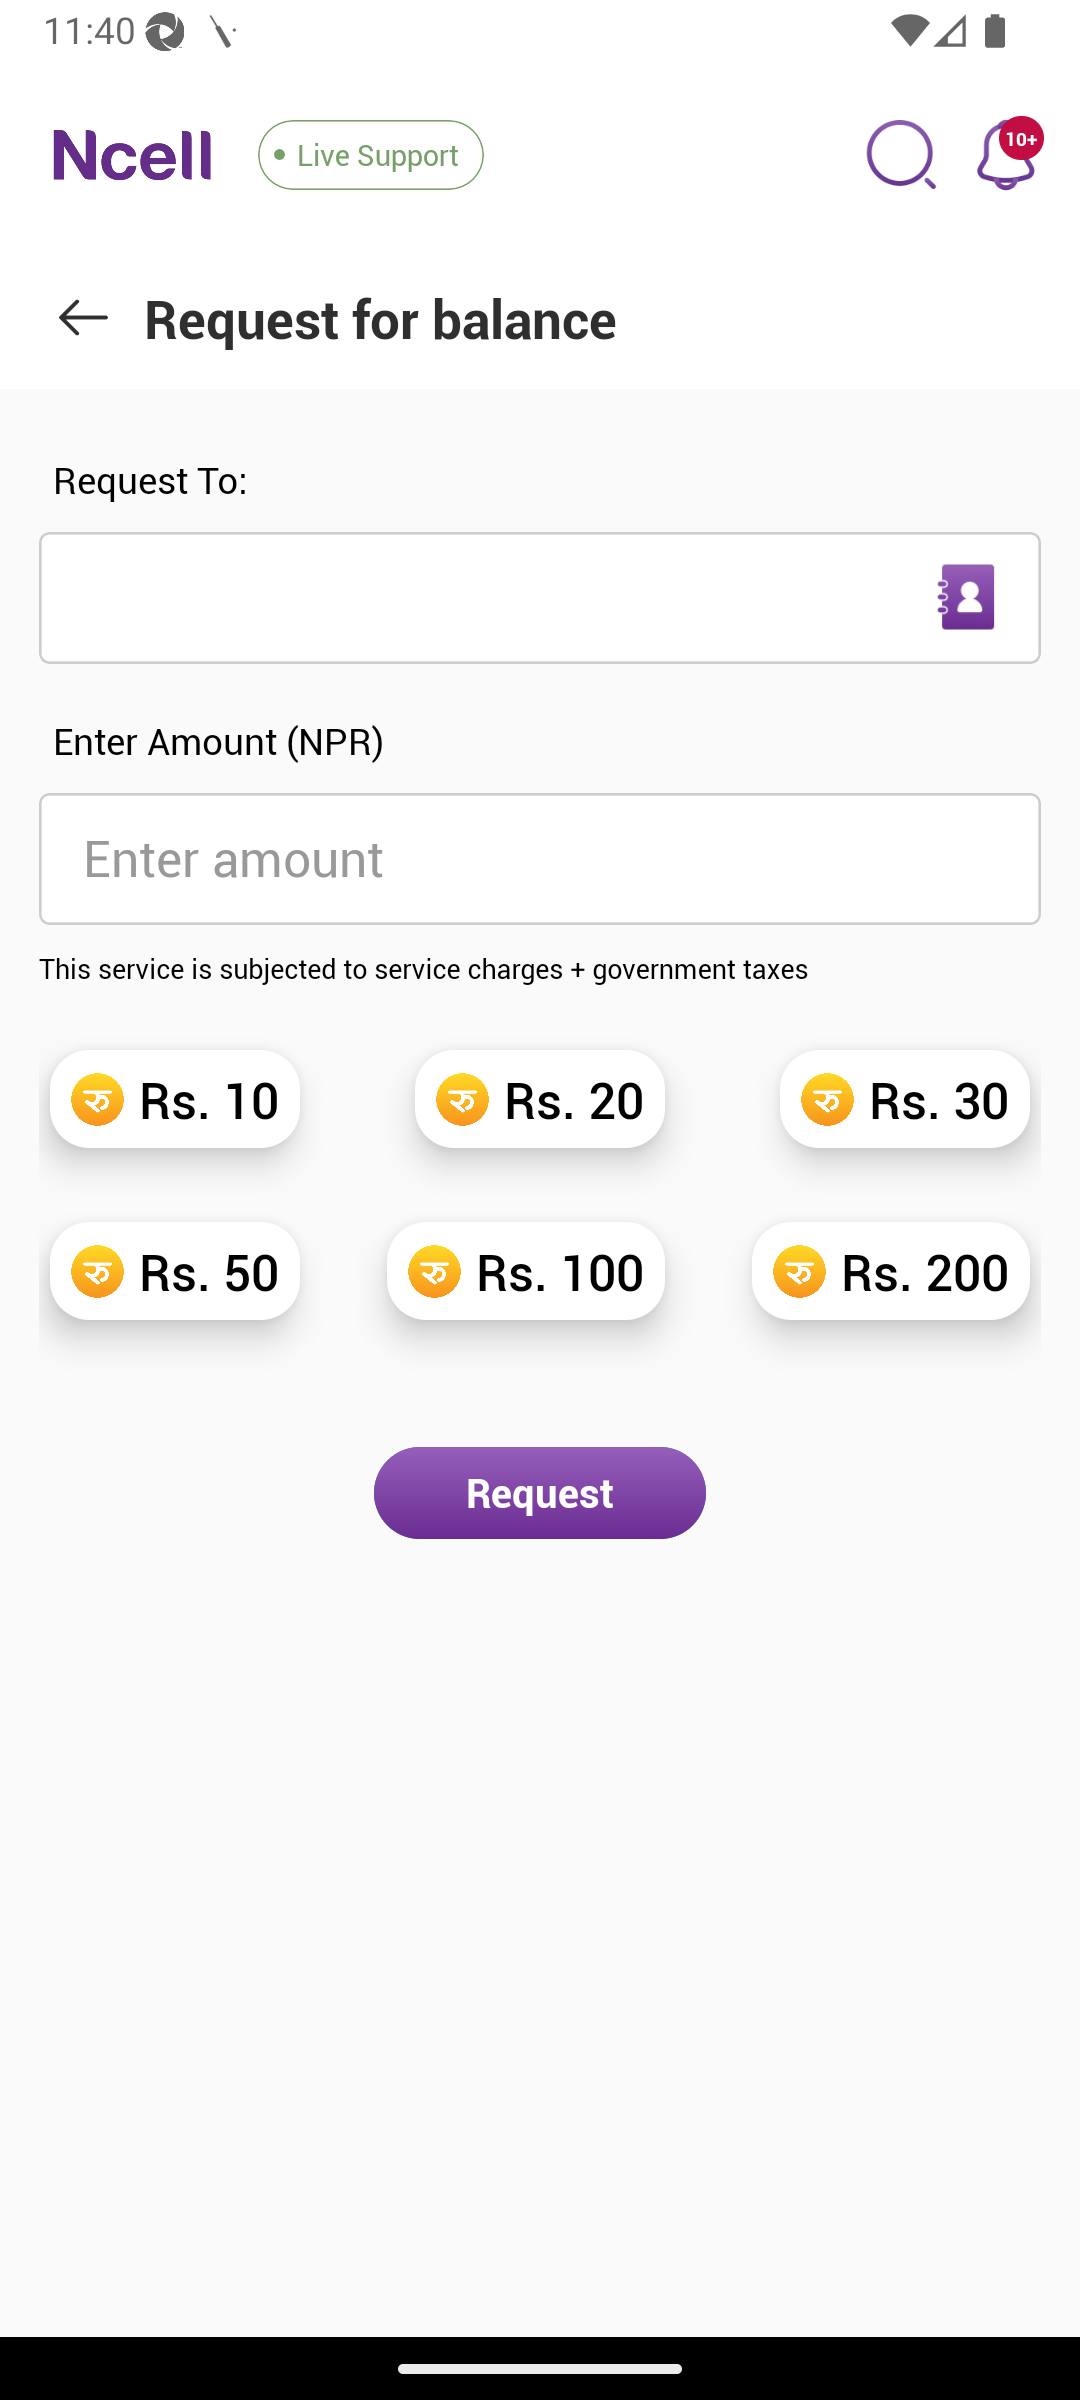 11:40
Ncell
Live Support
10+
Request for balance
Request To:
Enter Amount (NPR)
Enter amount
This service is subjected to service charges + government taxes
रु Rs. 10 रु Rs. 20 रु Rs. 30
रु Rs. 50 रु Rs. 100 रु Rs. 200
Request